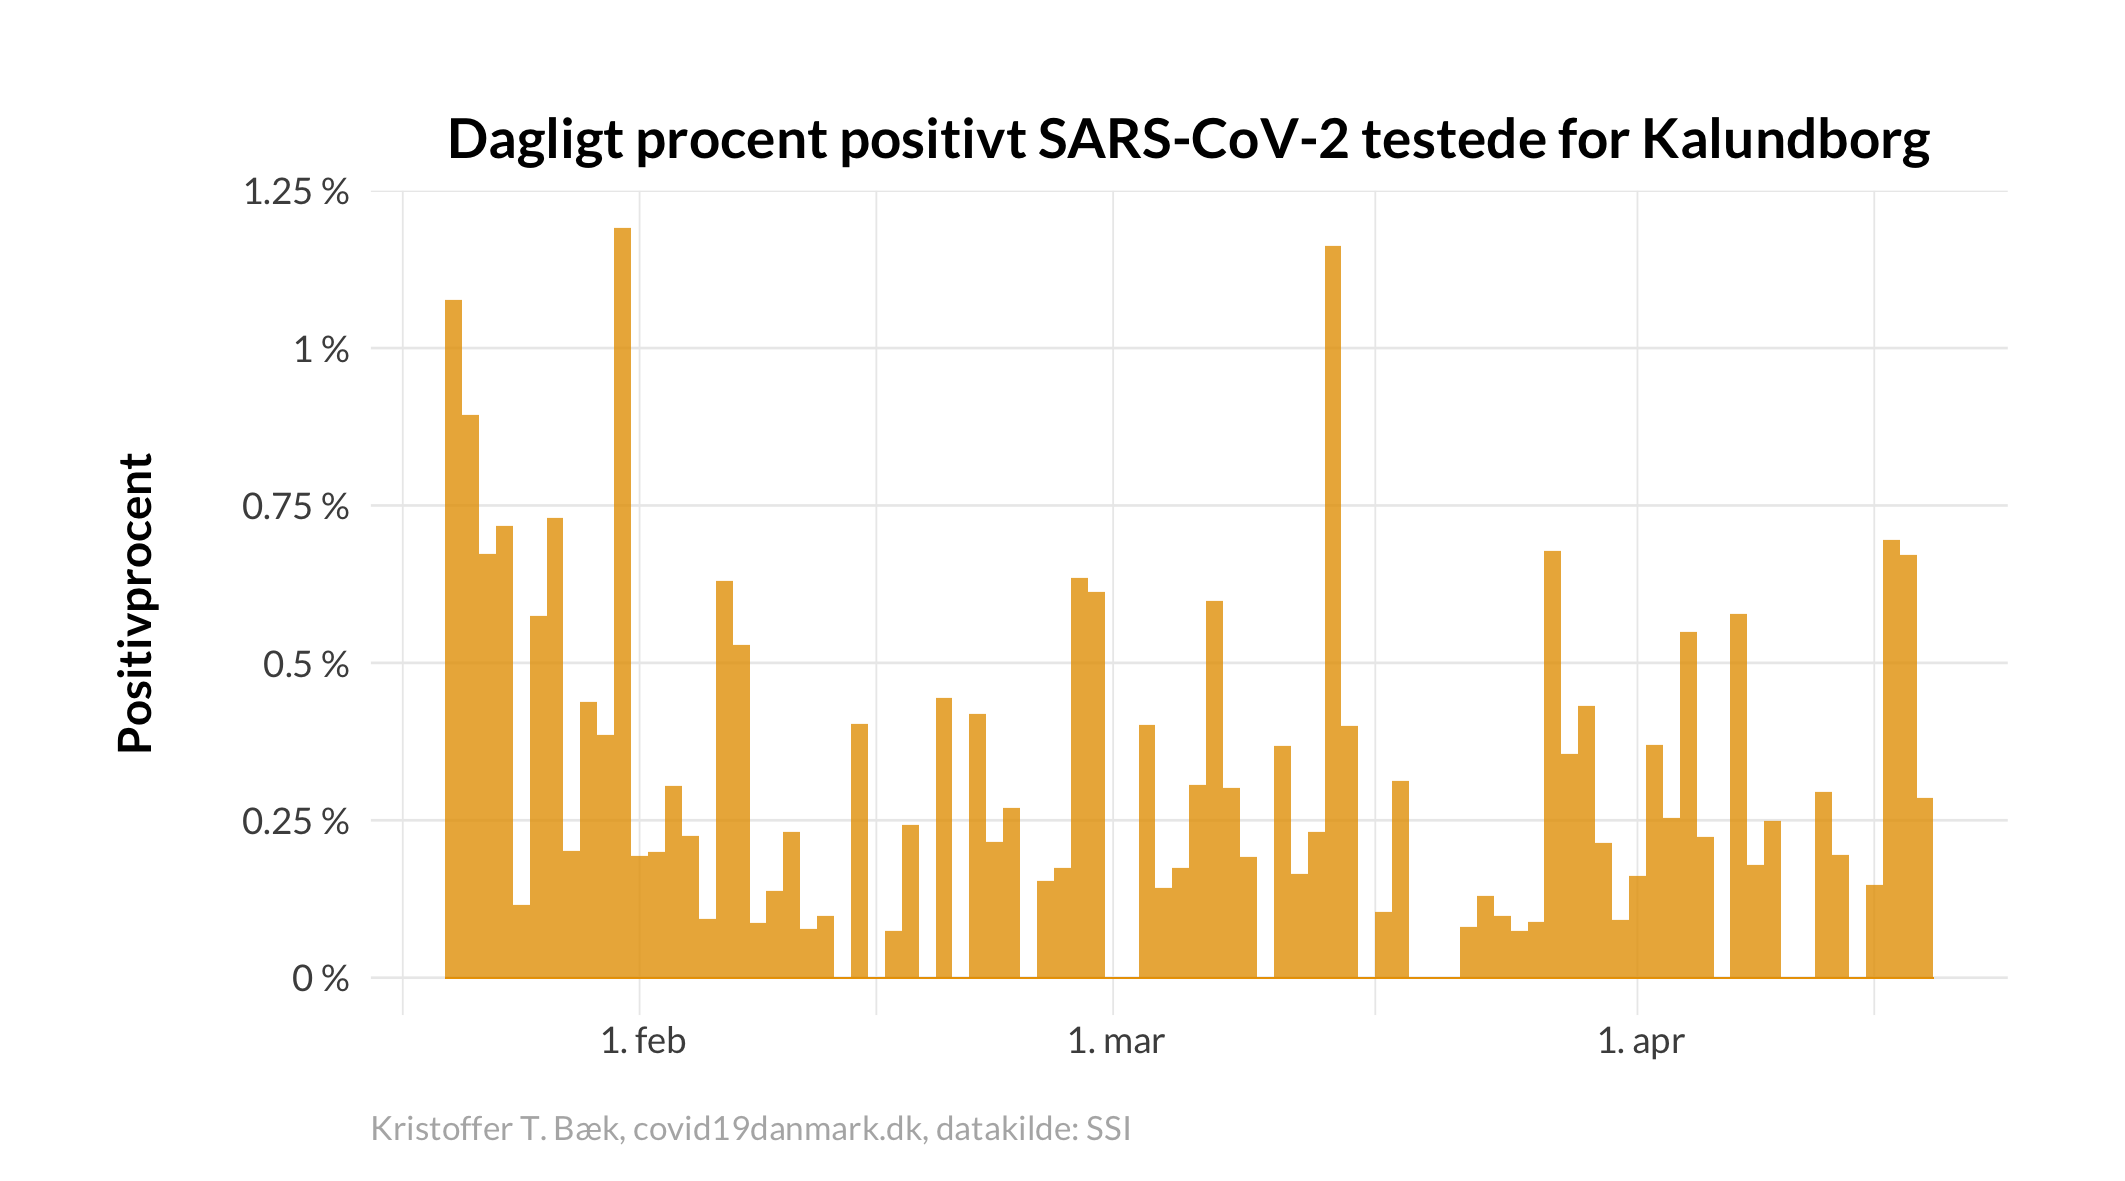 Dagligt procent positivt SARS-CoV-2 testede for Kalundborg
Positivprocent
1.25 %
1 %
0.75 %
0.5 %
0.25 %
0 %
1. feb
1. mar
1. apr
Kristoffer T. Bæk, covid19danmark.dk, datakilde: SSI